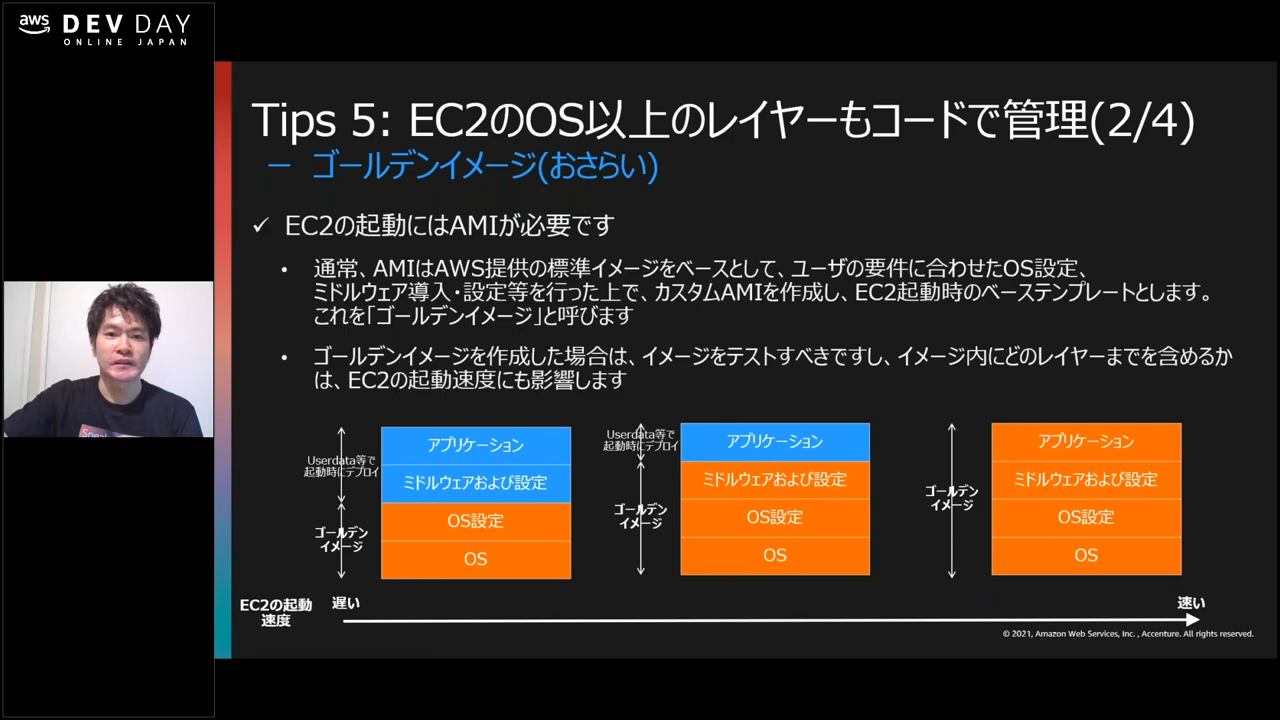 aws DEV DAY
ONLINE JAPAN
Tips 5: EC2のOS以上のレイヤーもコードで管理(2/4)
－ ゴールデンイメージ(おさらい)
✓ EC2の起動にはAMIが必要です
• 通常、AMIはAWS提供の標準イメージをベースとして、ユーザの要件に合わせたOS設定、
ミドルウェア導入・設定等を行った上で、カスタムAMIを作成し、EC2起動時のベーステンプレートとします。
これを「ゴールデンイメージ」と呼びます
• ゴールデンイメージを作成した場合は、イメージをテストすべきですし、イメージ内にどのレイヤーまでを含めるか
は、EC2の起動速度にも影響します
Userdata等で
起動時にデプロイ
ゴールデン
イメージ
アプリケーション
ミドルウェアおよび設定
OS設定
OS
Userdata等で
起動時にデプロイ
ゴールデン
イメージ
アプリケーション
ミドルウェアおよび設定
OS設定
OS
ゴールデン
イメージ
アプリケーション
ミドルウェアおよび設定
OS設定
OS
EC2の起動
速度
遅い
速い
© 2021, Amazon Web Services, Inc. , Accenture. All rights reserved.